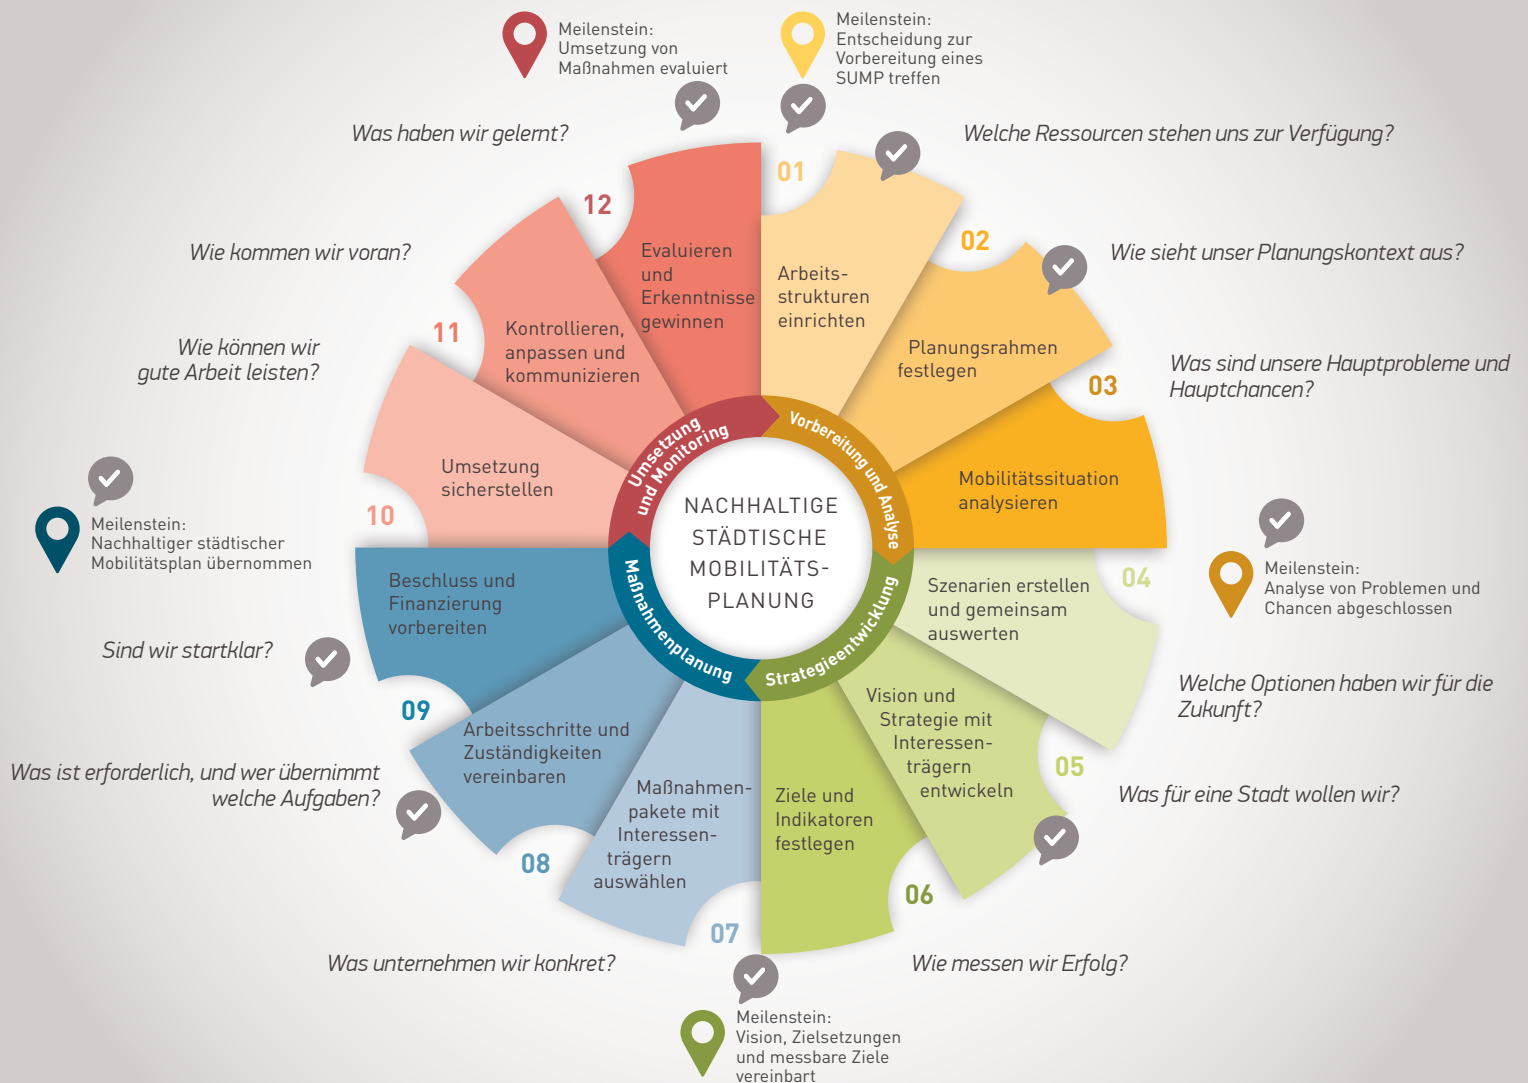 Meilenstein:
Umsetzung von
Maßnahmen evaluiert
Meilenstein:
Entscheidung zur
Vorbereitung eines
SUMP treffen
Was haben wir gelernt?
Welche Ressourcen stehen uns zur Verfügung?
Wie kommen wir voran?
Wie sieht unser Planungskontext aus?
Wie können wir
gute Arbeit leisten?
Was sind unsere Hauptprobleme und
Hauptchancen?
01
Arbeits-
strukturen
einrichten
02
Planungsrahmen
festlegen
03
Mobilitätssituation
analysieren
Meilenstein:
Analyse von Problemen und
Chancen abgeschlossen
04
Szenarien erstellen
und gemeinsam
auswerten
Welche Optionen haben wir für die
Zukunft?
05
Vision und
Strategie mit
Interessen-
trägern
entwickeln
Was für eine Stadt wollen wir?
06
Ziele und
Indikatoren
festlegen
Wie messen wir Erfolg?
Meilenstein:
Vision, Zielsetzungen
und messbare Ziele
vereinbart
07
Maßnahmen-
pakete mit
Interessen-
trägern
auswählen
Was unternehmen wir konkret?
08
Arbeitsschritte und
Zuständigkeiten
vereinbaren
Was ist erforderlich, und wer übernimmt
welche Aufgaben?
09
Beschluss und
Finanzierung
vorbereiten
Sind wir startklar?
Meilenstein:
Nachhaltiger städtischer
Mobilitätsplan übernommen
10
Umsetzung
sicherstellen
11
Kontrollieren,
anpassen und
kommunizieren
12
Evaluieren
und
Erkenntnisse
gewinnen
Vorbereitung und Analyse
Strategieentwicklung
Maßnahmenplanung
Umsetzung
und Monitoring
NACHHALTIGE
STÄDTISCHE
MOBILITÄTS-
PLANUNG